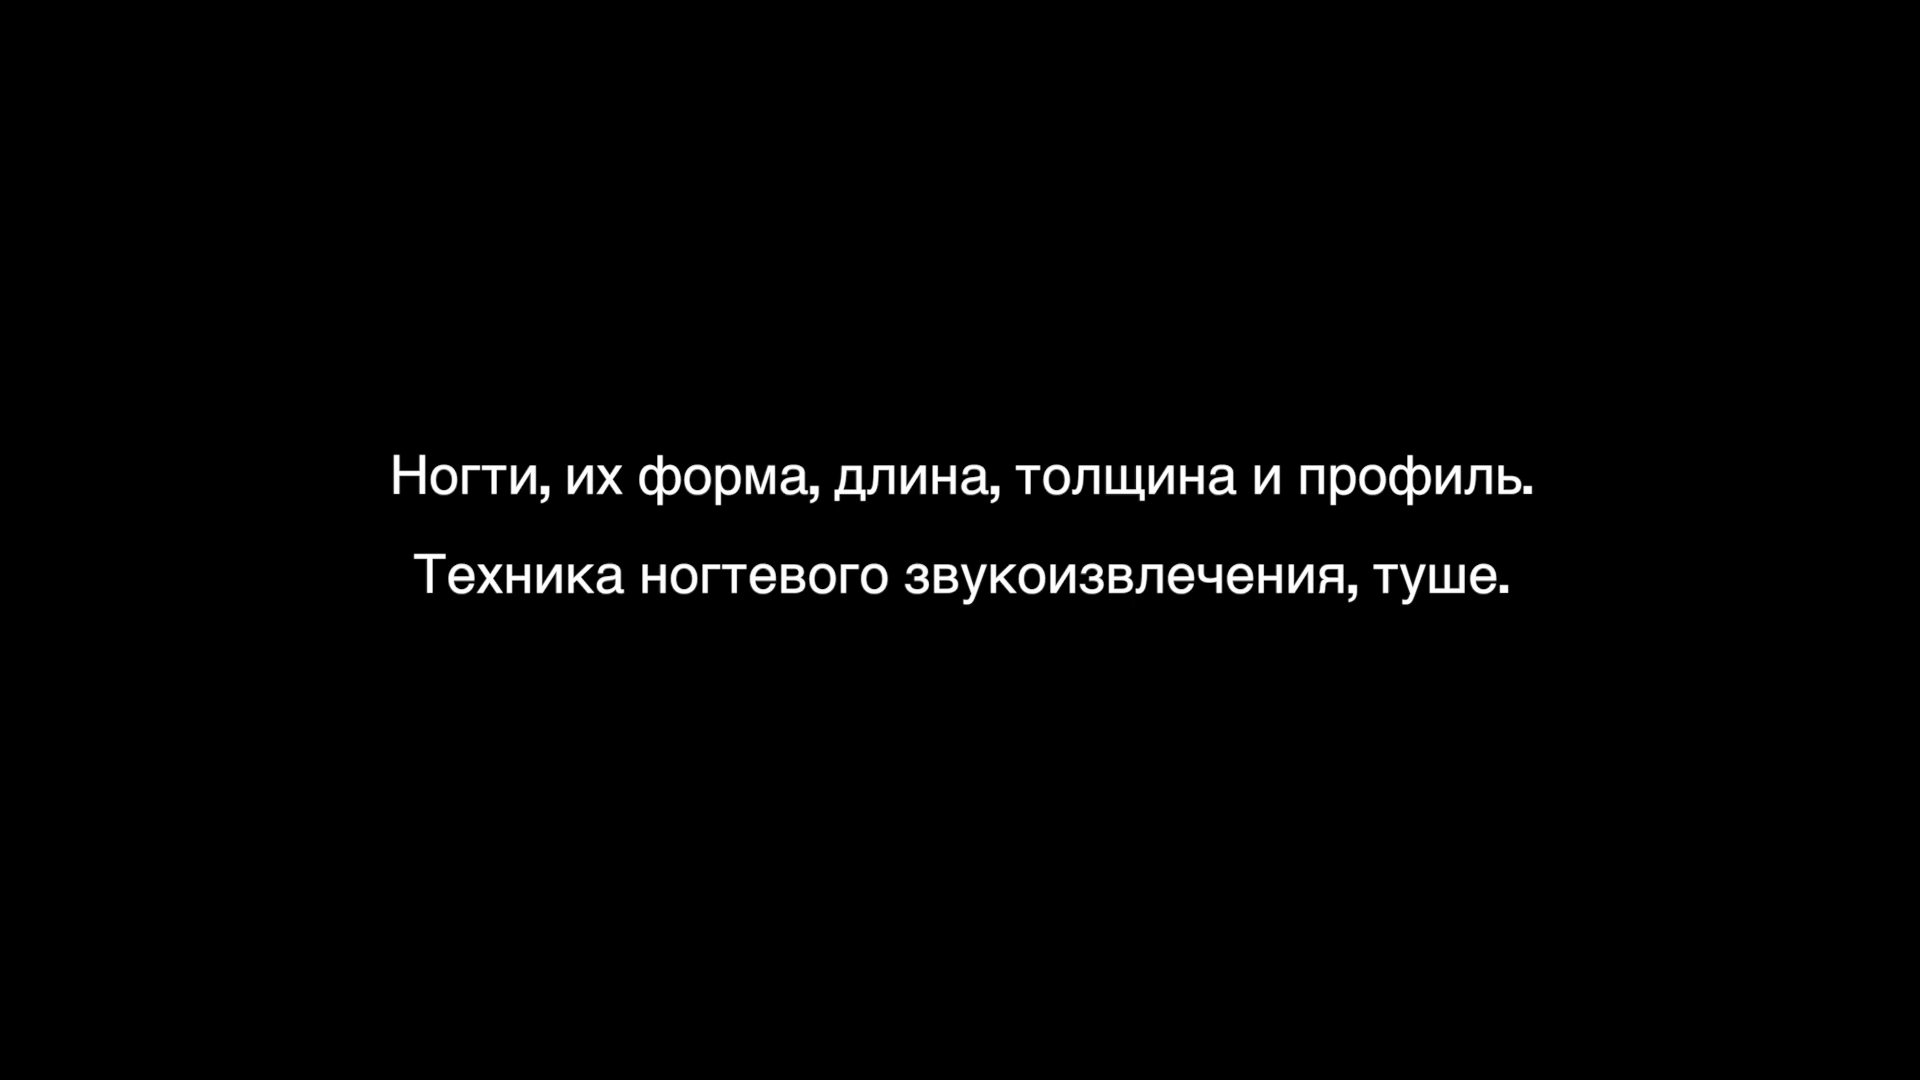 Ногти, их форма, длина, толщина и профиль.
Техника ногтевого звукоизвлечения, туше.